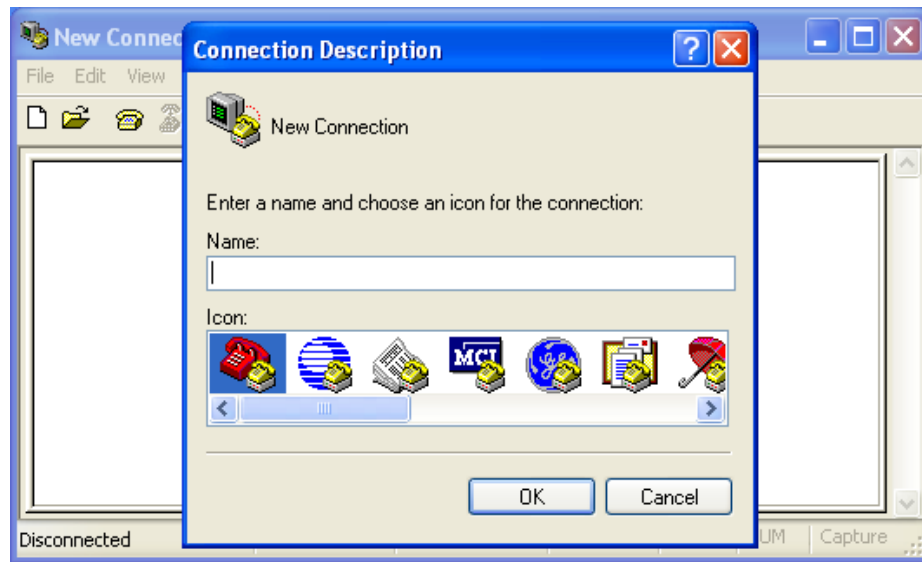 New Connec
Connection Description
File Edit View
New Connection
Enter a name and choose an icon for the connection:
Name:
Icon:
MCI
OK Cancel
Disconnected
UM Capture